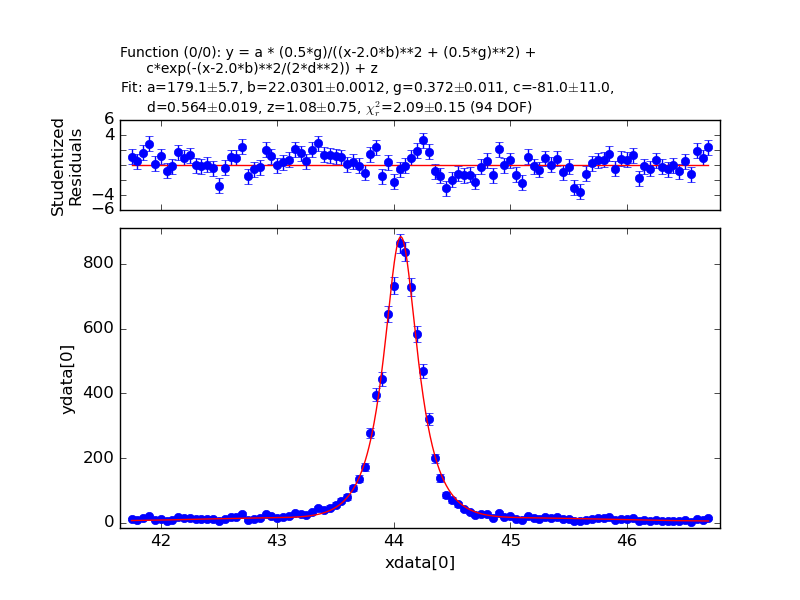 Function (0/0): y = a * (0.5*g)/((x-2.0*b)**2 + (0.5*g)**2) +
c*exp(-(x-2.0*b)**2/(2*d**2)) + z
Fit: a=179.1±5.7, b=22.0301±0.0012, g=0.372±0.011, c=-81.0±11.0,
d=0.564±0.019, z=1.08±0.75, χ_r^2=2.09±0.15 (94 DOF)
Studentized
Residuals
6
4
−4
−6
ydata[0]
800
600
400
200
0
42
43
44
45
46
xdata[0]